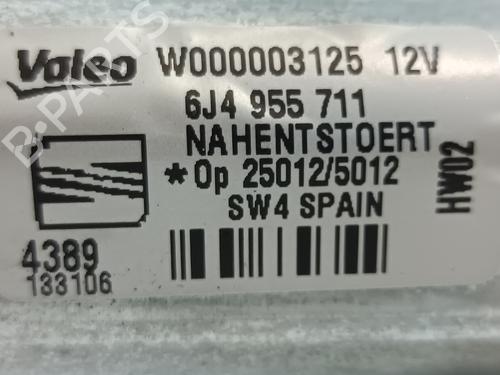 Valeo W000003125 12V
6J4 955 711
NAHENTSTOERT
*Op 25012/5012
SW4 SPAIN
HW02
4389
133106
B-PARTS